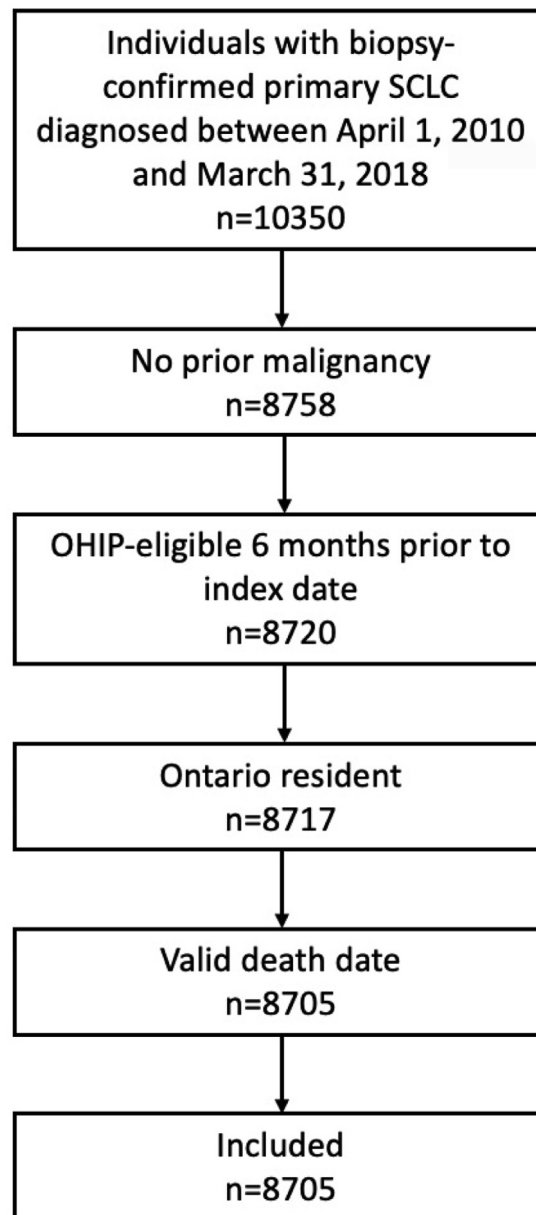 Individuals with biopsy-
confirmed primary SCLC
diagnosed between April 1, 2010
and March 31, 2018
n=10350
No prior malignancy
n=8758
OHIP-eligible 6 months prior to
index date
n=8720
Ontario resident
n=8717
Valid death date
n=8705
Included
n=8705